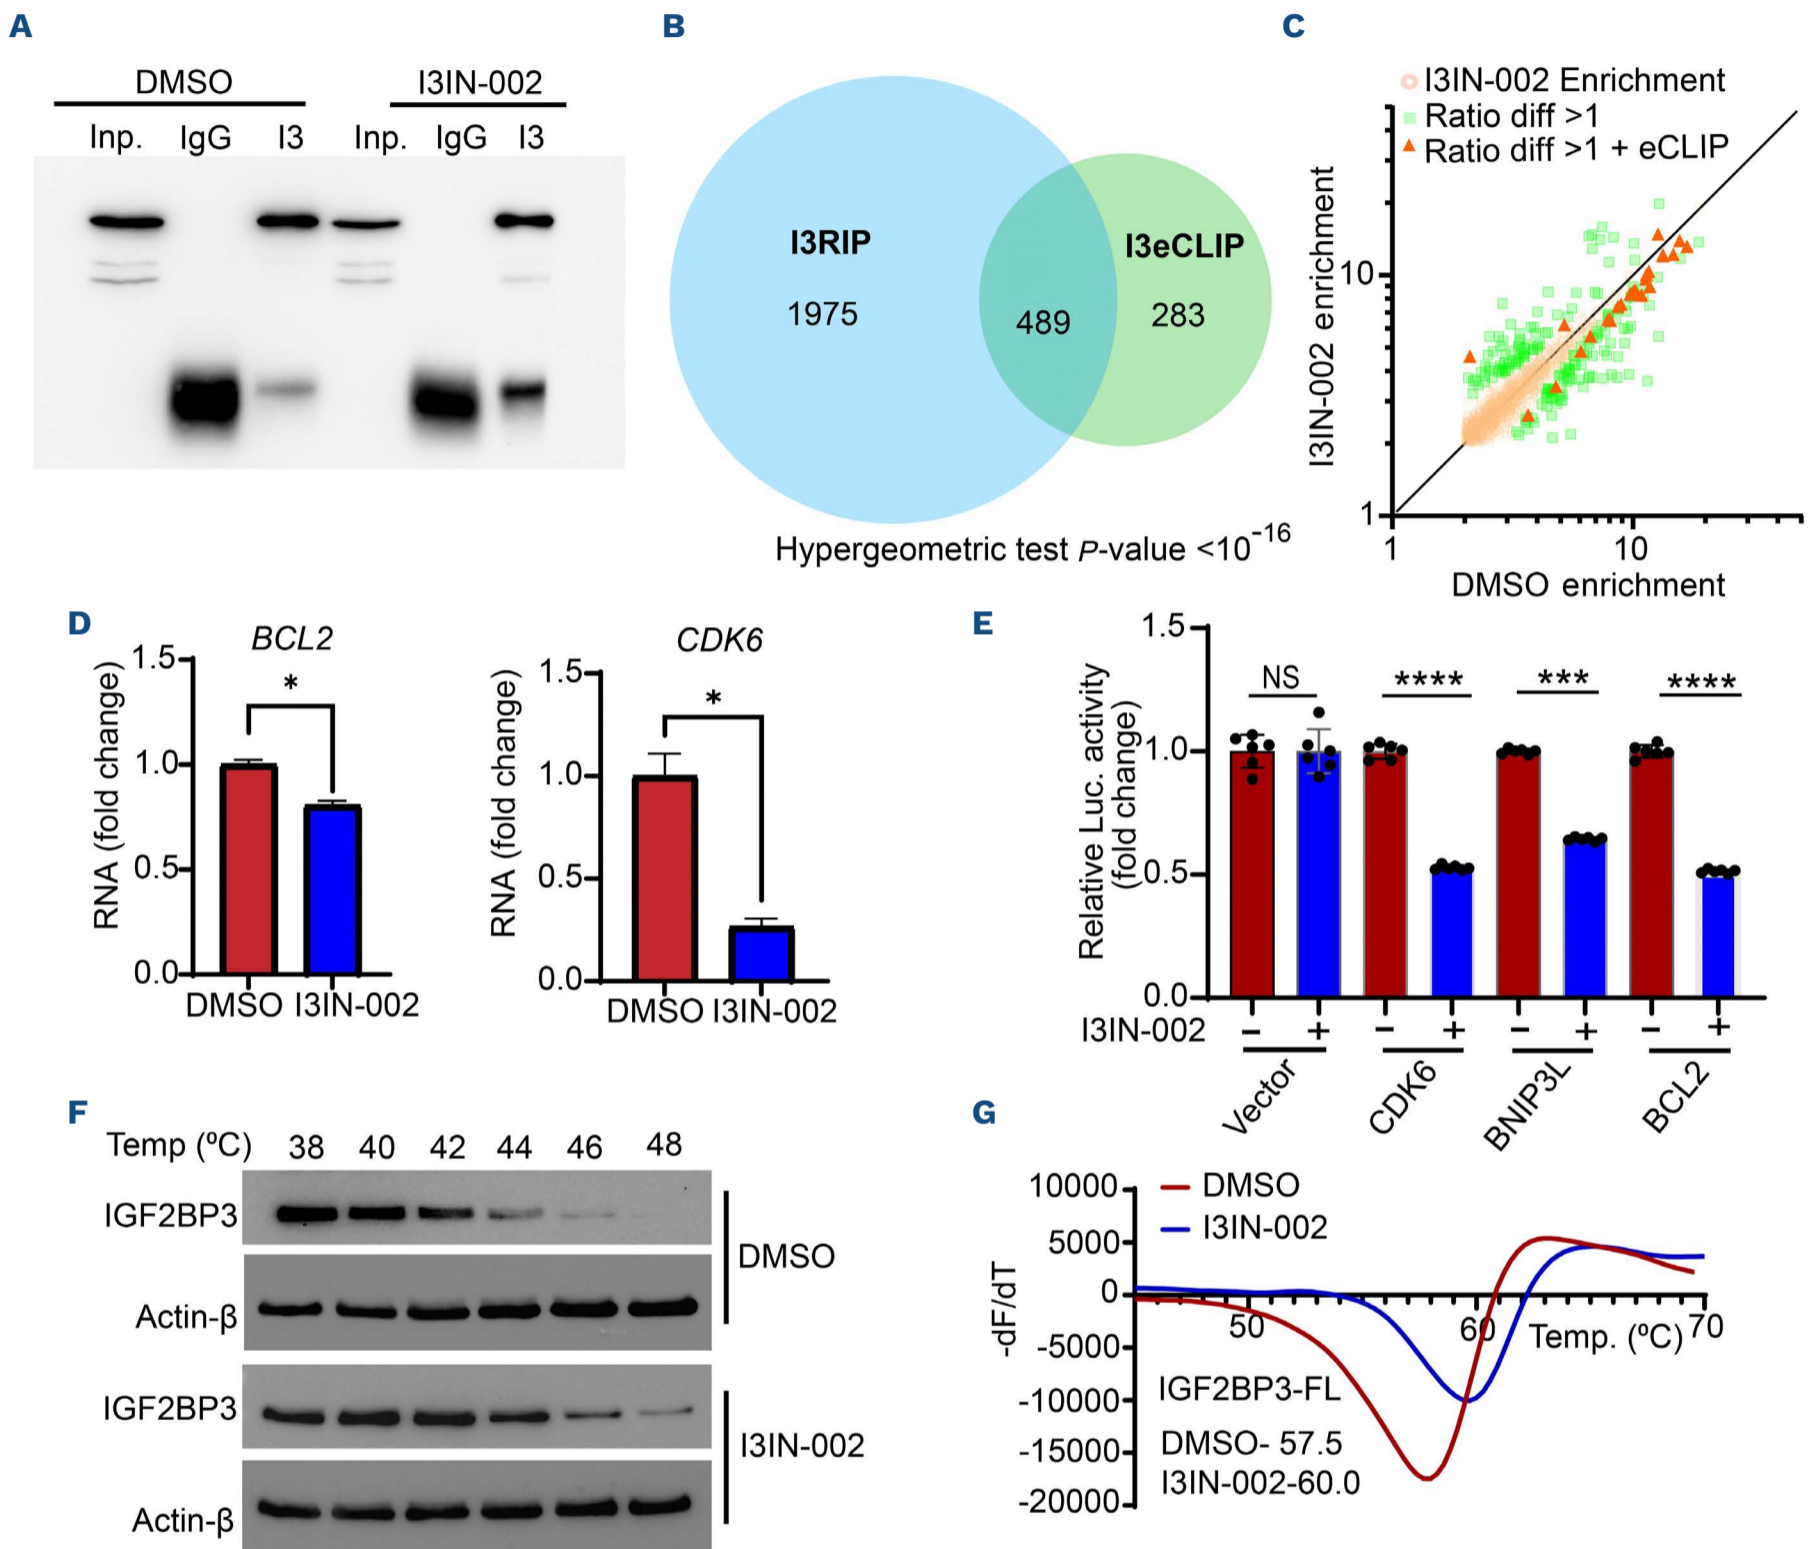 A
DMSO I3IN-002
Inp. IgG I3 Inp. IgG I3
B
I3RIP
1975
489
I3eCLIP
283
Hypergeometric test P-value <10⁻¹⁶
C
I3IN-002 Enrichment
Ratio diff >1
Ratio diff >1 + eCLIP
I3IN-002 enrichment
10
1
1 10
DMSO enrichment
D
BCL2
*
RNA (fold change)
1.5
1.0
0.5
0.0
DMSO I3IN-002
CDK6
*
RNA (fold change)
1.5
1.0
0.5
0.0
DMSO I3IN-002
E
Relative Luc. activity
(fold change)
1.5
1.0
0.5
0.0
NS **** *** ****
I3IN-002 − + − + − + − +
Vector CDK6 BNIP3L BCL2
F
Temp (ºC) 38 40 42 44 46 48
IGF2BP3
Actin-β
DMSO
IGF2BP3
Actin-β
I3IN-002
G
DMSO
I3IN-002
-dF/dT
10000
5000
0
-5000
-10000
-15000
-20000
50 60 70
Temp. (ºC)
IGF2BP3-FL
DMSO- 57.5
I3IN-002-60.0